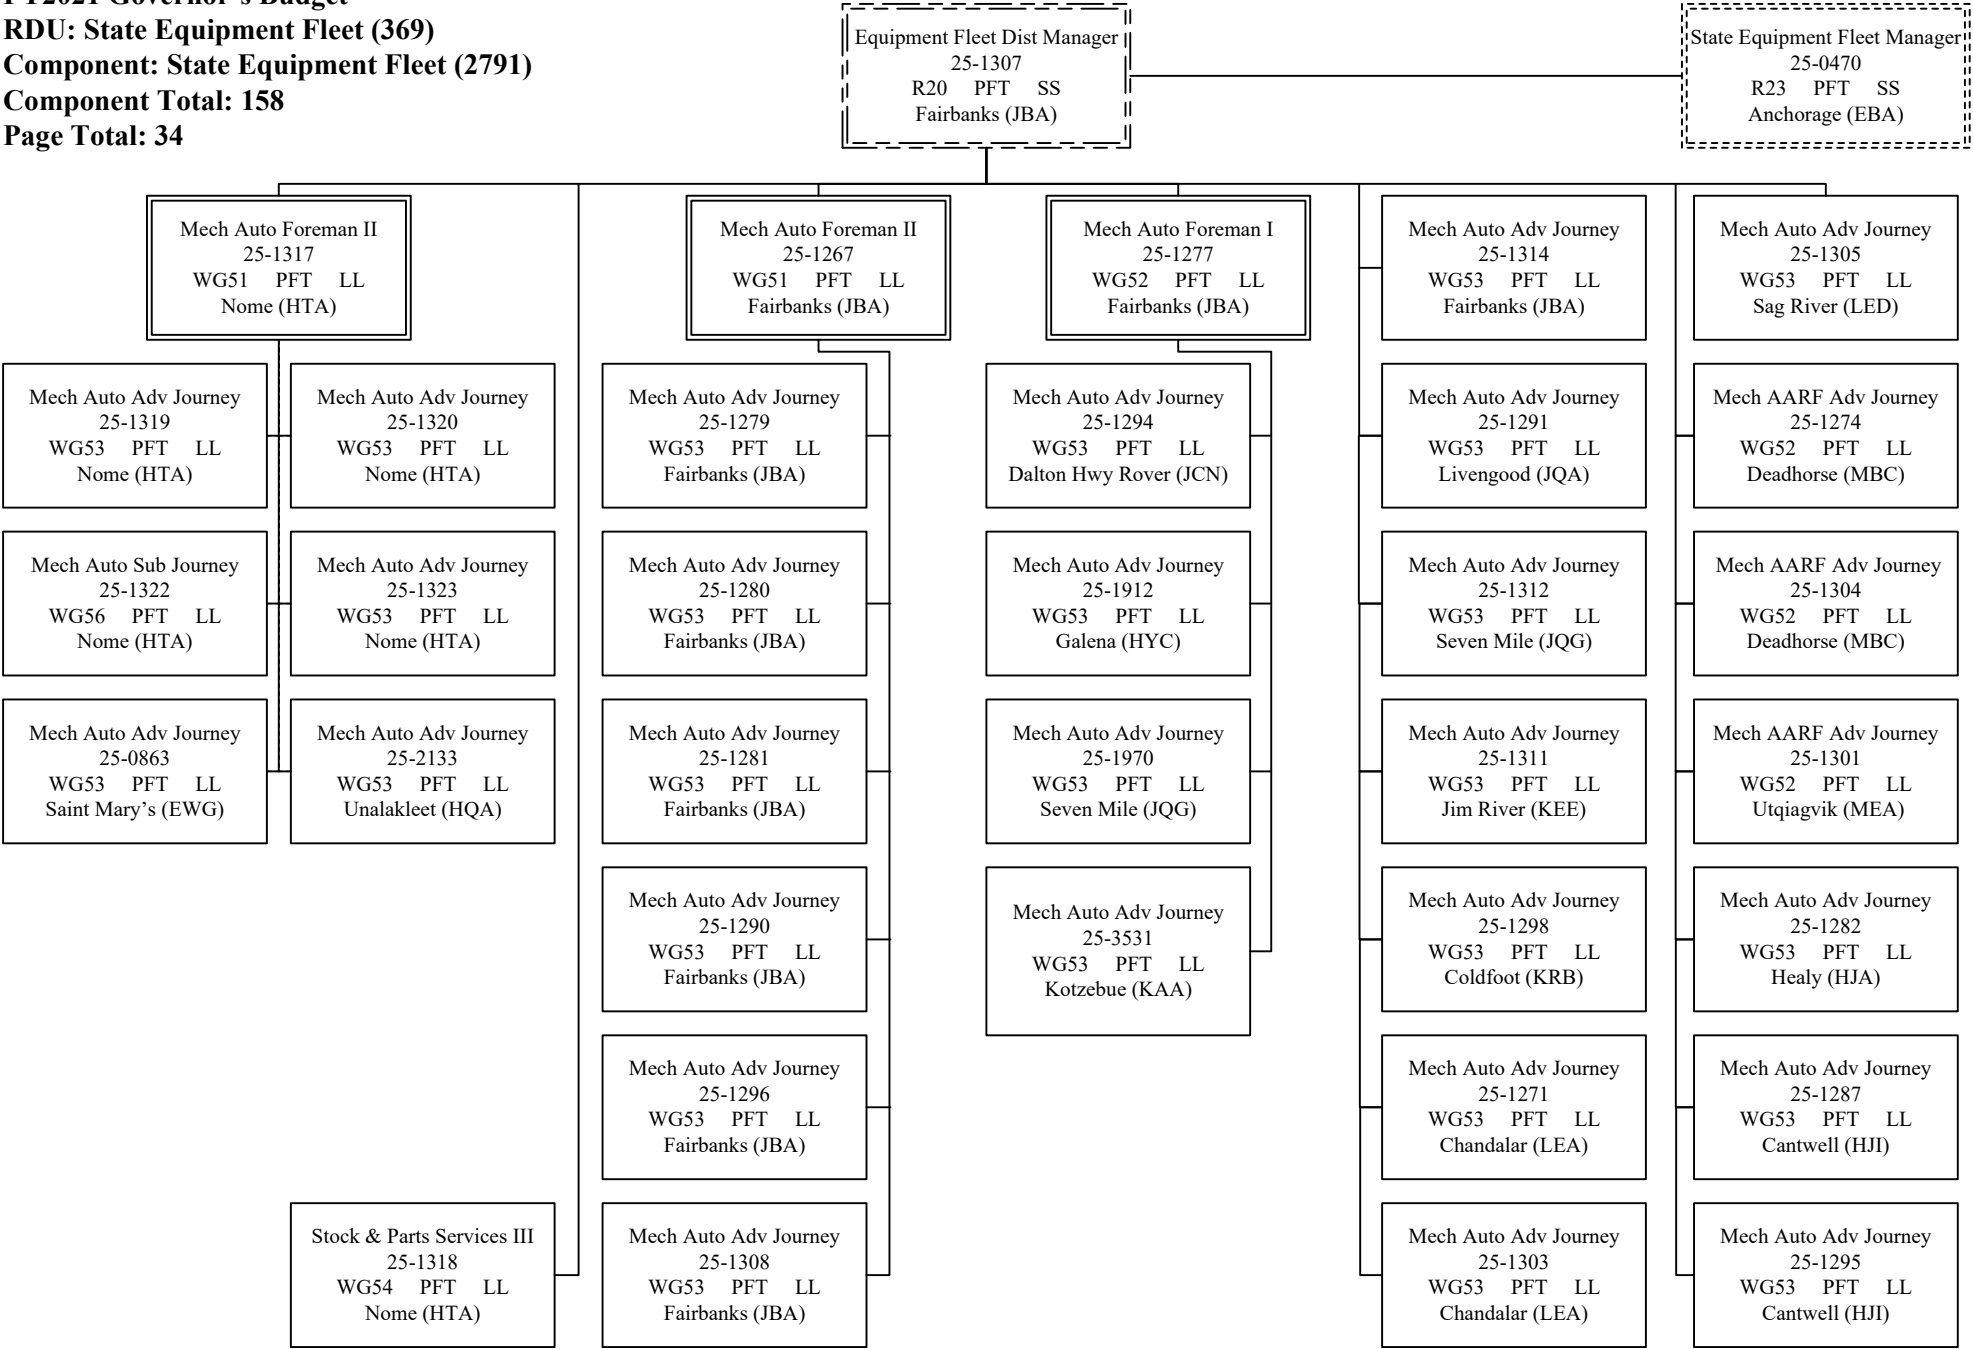 FY2021 Governor's Budget
RDU: State Equipment Fleet (369)
Component: State Equipment Fleet (2791)
Component Total: 158
Page Total: 34
Equipment Fleet Dist Manager
25-1307
R20 PFT SS
Fairbanks (JBA)
State Equipment Fleet Manager
25-0470
R23 PFT SS
Anchorage (EBA)
Mech Auto Foreman II
25-1317
WG51 PFT LL
Nome (HTA)
Mech Auto Foreman II
25-1267
WG51 PFT LL
Fairbanks (JBA)
Mech Auto Foreman I
25-1277
WG52 PFT LL
Fairbanks (JBA)
Mech Auto Adv Journey
25-1314
WG53 PFT LL
Fairbanks (JBA)
Mech Auto Adv Journey
25-1305
WG53 PFT LL
Sag River (LED)
Mech Auto Adv Journey
25-1319
WG53 PFT LL
Nome (HTA)
Mech Auto Adv Journey
25-1320
WG53 PFT LL
Nome (HTA)
Mech Auto Adv Journey
25-1279
WG53 PFT LL
Fairbanks (JBA)
Mech Auto Adv Journey
25-1294
WG53 PFT LL
Dalton Hwy Rover (JCN)
Mech Auto Adv Journey
25-1291
WG53 PFT LL
Livengood (JQA)
Mech AARF Adv Journey
25-1274
WG52 PFT LL
Deadhorse (MBC)
Mech Auto Sub Journey
25-1322
WG56 PFT LL
Nome (HTA)
Mech Auto Adv Journey
25-1323
WG53 PFT LL
Nome (HTA)
Mech Auto Adv Journey
25-1280
WG53 PFT LL
Fairbanks (JBA)
Mech Auto Adv Journey
25-1912
WG53 PFT LL
Galena (HYC)
Mech Auto Adv Journey
25-1312
WG53 PFT LL
Seven Mile (JQG)
Mech AARF Adv Journey
25-1304
WG52 PFT LL
Deadhorse (MBC)
Mech Auto Adv Journey
25-0863
WG53 PFT LL
Saint Mary’s (EWG)
Mech Auto Adv Journey
25-2133
WG53 PFT LL
Unalakleet (HQA)
Mech Auto Adv Journey
25-1281
WG53 PFT LL
Fairbanks (JBA)
Mech Auto Adv Journey
25-1970
WG53 PFT LL
Seven Mile (JQG)
Mech Auto Adv Journey
25-1311
WG53 PFT LL
Jim River (KEE)
Mech AARF Adv Journey
25-1301
WG52 PFT LL
Utqiagvik (MEA)
Mech Auto Adv Journey
25-1290
WG53 PFT LL
Fairbanks (JBA)
Mech Auto Adv Journey
25-3531
WG53 PFT LL
Kotzebue (KAA)
Mech Auto Adv Journey
25-1298
WG53 PFT LL
Coldfoot (KRB)
Mech Auto Adv Journey
25-1282
WG53 PFT LL
Healy (HJA)
Mech Auto Adv Journey
25-1296
WG53 PFT LL
Fairbanks (JBA)
Mech Auto Adv Journey
25-1271
WG53 PFT LL
Chandalar (LEA)
Mech Auto Adv Journey
25-1287
WG53 PFT LL
Cantwell (HJI)
Stock & Parts Services III
25-1318
WG54 PFT LL
Nome (HTA)
Mech Auto Adv Journey
25-1308
WG53 PFT LL
Fairbanks (JBA)
Mech Auto Adv Journey
25-1303
WG53 PFT LL
Chandalar (LEA)
Mech Auto Adv Journey
25-1295
WG53 PFT LL
Cantwell (HJI)